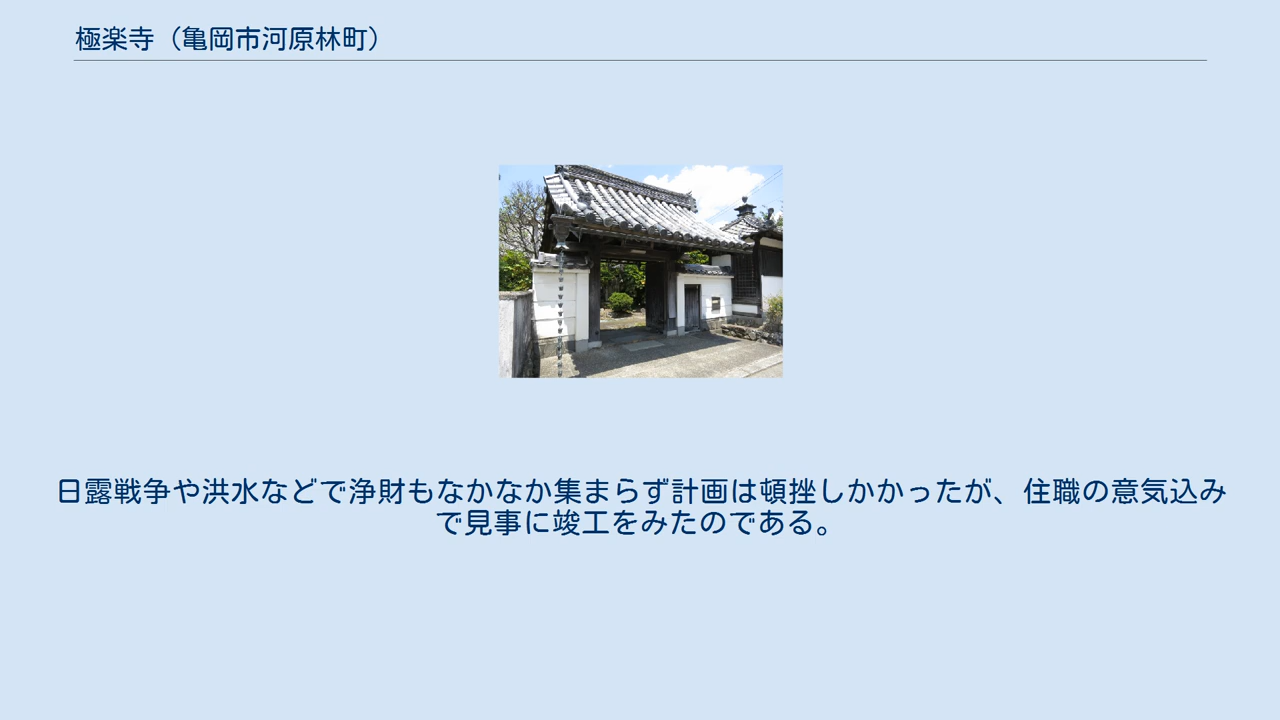 極楽寺（亀岡市河原林町）
日露戦争や洪水などで浄財もなかなか集まらず計画は頓挫しかかったが、住職の意気込み
で見事に竣工をみたのである。